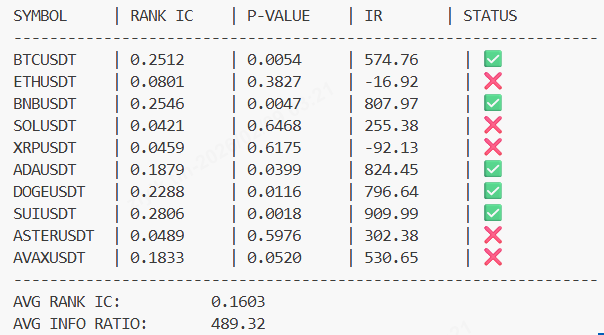 SYMBOL | RANK IC | P-VALUE | IR | STATUS
----------------------------------------------------------------
BTCUSDT | 0.2512 | 0.0054 | 574.76 | ✅
ETHUSDT | 0.0801 | 0.3827 | -16.92 | ❌
BNBUSDT | 0.2546 | 0.0047 | 807.97 | ✅
SOLUSDT | 0.0421 | 0.6468 | 255.38 | ❌
XRPUSDT | 0.0459 | 0.6175 | -92.13 | ❌
ADAUSDT | 0.1879 | 0.0399 | 824.45 | ✅
DOGEUSDT | 0.2288 | 0.0116 | 796.64 | ✅
SUIUSDT | 0.2806 | 0.0018 | 909.99 | ✅
ASTERUSDT | 0.0489 | 0.5976 | 302.38 | ❌
AVAXUSDT | 0.1833 | 0.0520 | 530.65 | ❌
----------------------------------------------------------------
AVG RANK IC: 0.1603
AVG INFO RATIO: 489.32